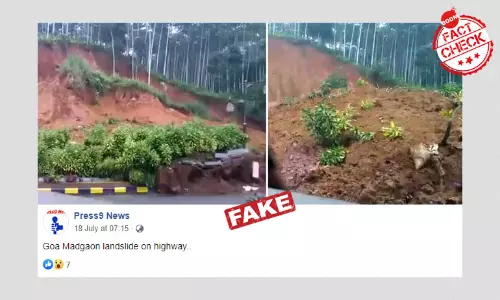 BOOM
FACT
CHECK
FAKE
Press9 News
18 July at 07:15 ·
Goa Madgaon landslide on highway..
7